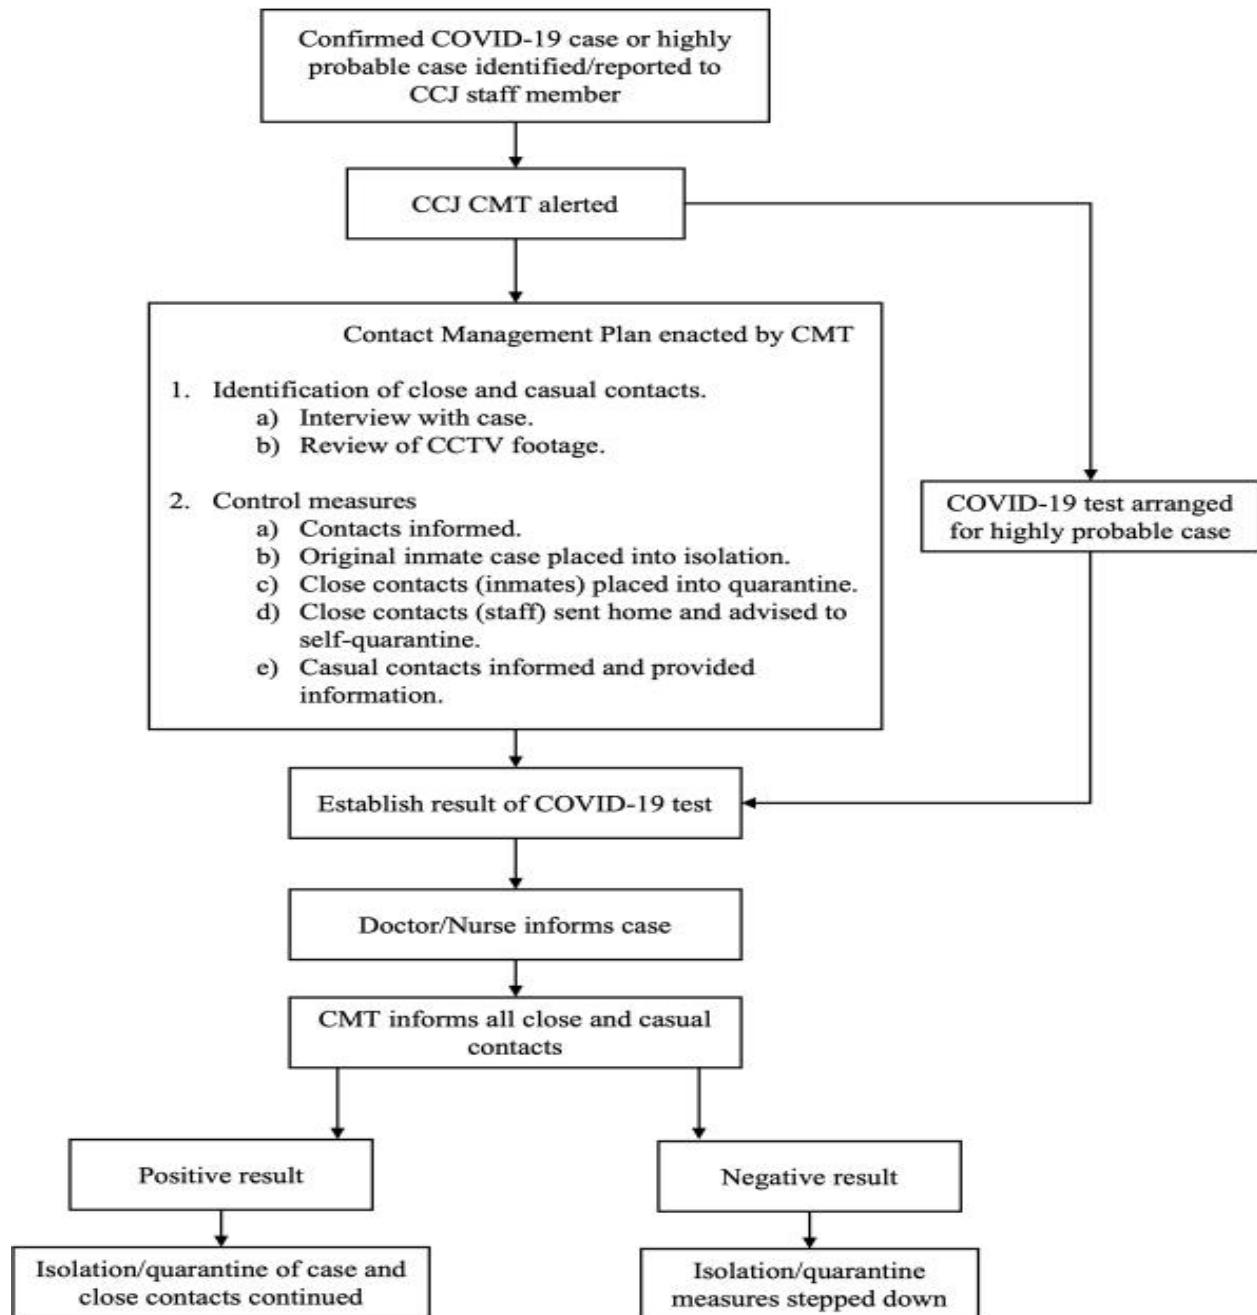 Confirmed COVID-19 case or highly
probable case identified/reported to
CCJ staff member
CCJ CMT alerted
Contact Management Plan enacted by CMT
1. Identification of close and casual contacts.
a) Interview with case.
b) Review of CCTV footage.
2. Control measures
a) Contacts informed.
b) Original inmate case placed into isolation.
c) Close contacts (inmates) placed into quarantine.
d) Close contacts (staff) sent home and advised to
self-quarantine.
e) Casual contacts informed and provided
information.
COVID-19 test arranged
for highly probable case
Establish result of COVID-19 test
Doctor/Nurse informs case
CMT informs all close and casual
contacts
Positive result
Negative result
Isolation/quarantine of case and
close contacts continued
Isolation/quarantine
measures stepped down